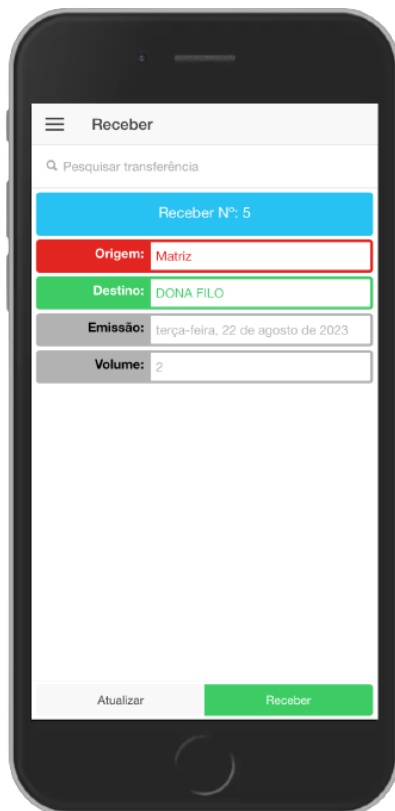 Receber
Pesquisar transferência
Receber Nº: 5
Origem: Matriz
Destino: DONA FILO
Emissão: terça-feira, 22 de agosto de 2023
Volume: 2
Atualizar Receber